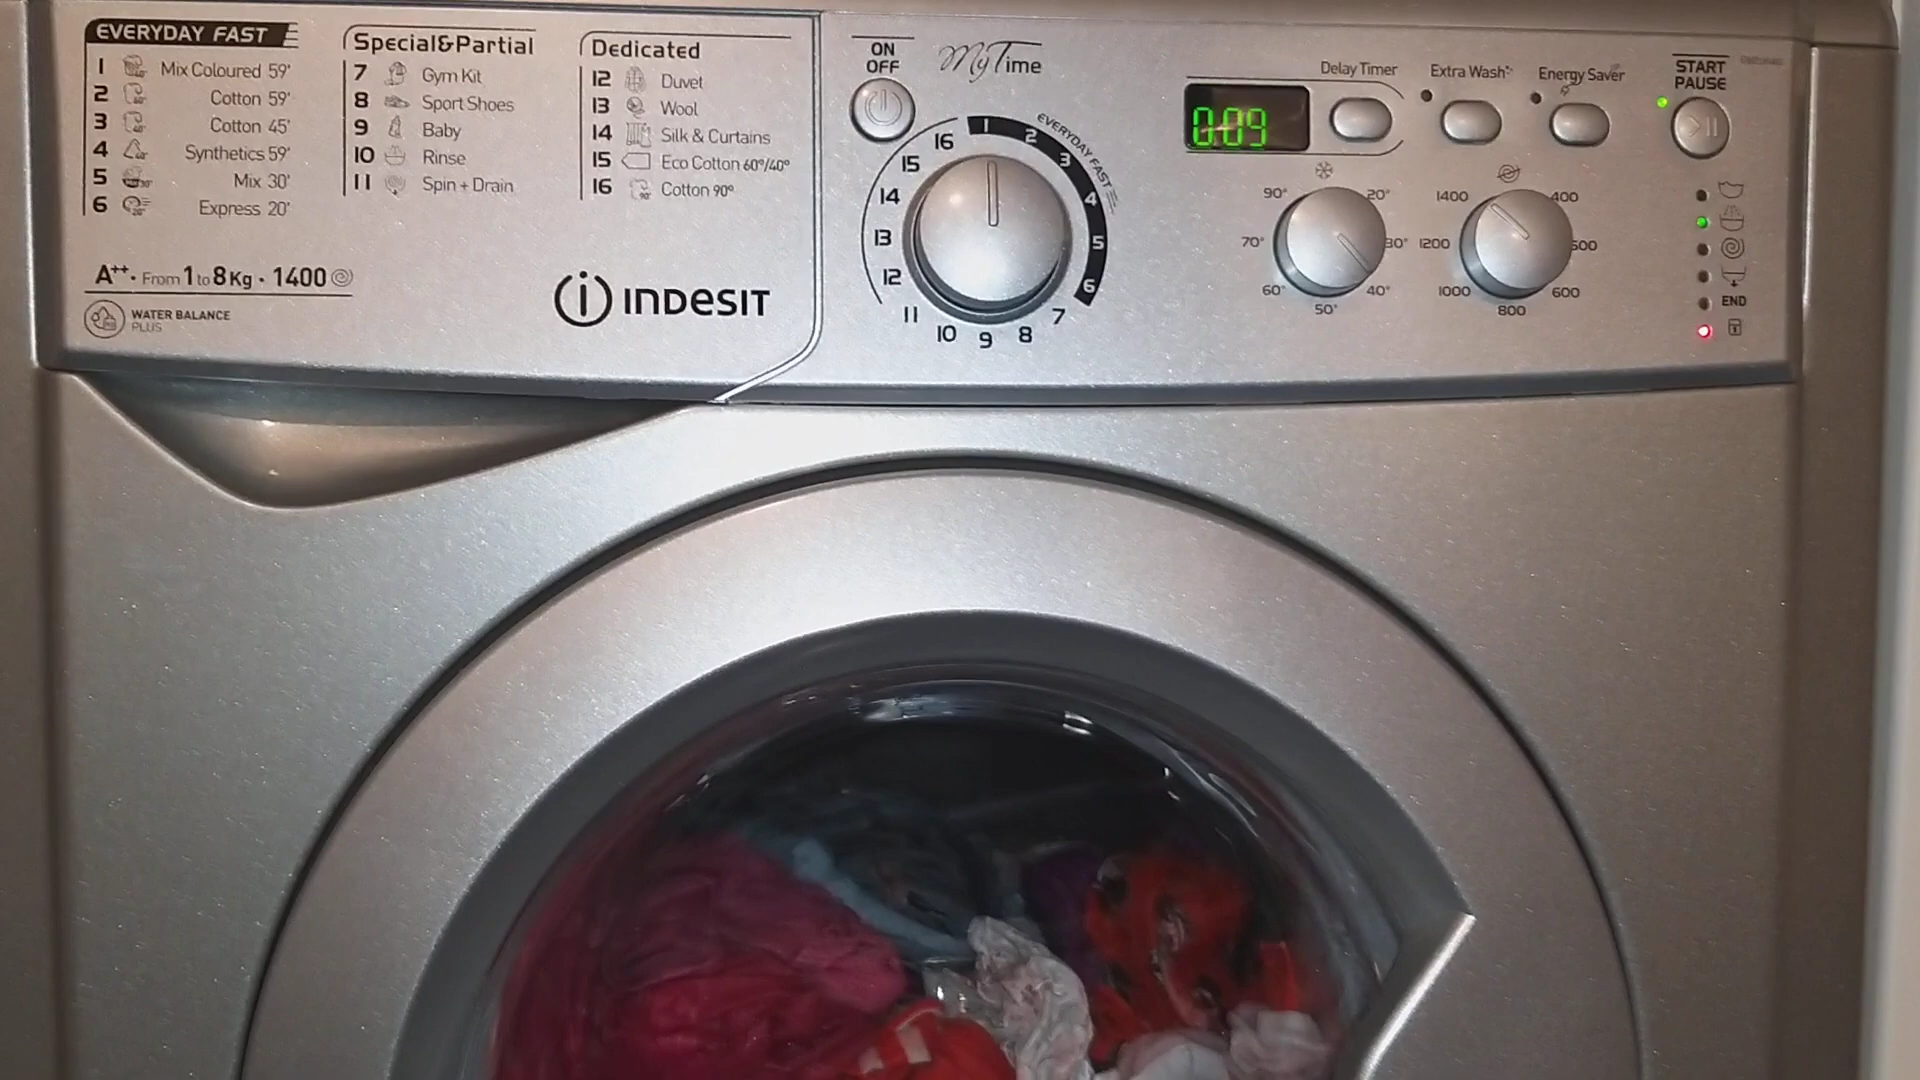 EVERYDAY FAST
1 Mix Coloured 59'
2 Cotton 59'
3 Cotton 45'
4 Synthetics 59'
5 Mix 30'
6 Express 20'
Special&Partial
7 Gym Kit
8 Sport Shoes
9 Baby
10 Rinse
11 Spin + Drain
Dedicated
12 Duvet
13 Wool
14 Silk & Curtains
15 Eco Cotton 60°/40°
16 Cotton 90°
A++ • From 1 to 8 Kg • 1400
WATER BALANCE
PLUS
INDESIT
ON
OFF
MyTime
EVERYDAY FAST
1
2
3
4
5
6
7
8
9
10
11
12
13
14
15
16
0:09
Delay Timer
Extra Wash
Energy Saver
START
PAUSE
90°
20°
70°
30°
60°
40°
50°
1400
400
1200
500
1000
600
800
END